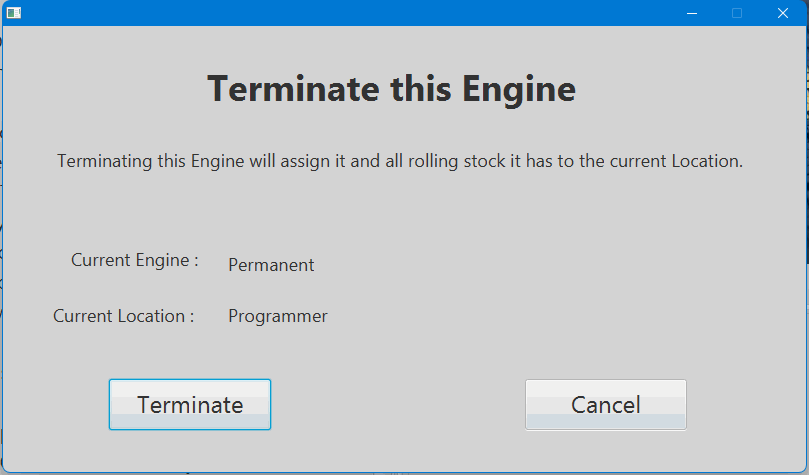 Terminate this Engine
Terminating this Engine will assign it and all rolling stock it has to the current Location.
Current Engine : Permanent
Current Location : Programmer
Terminate Cancel